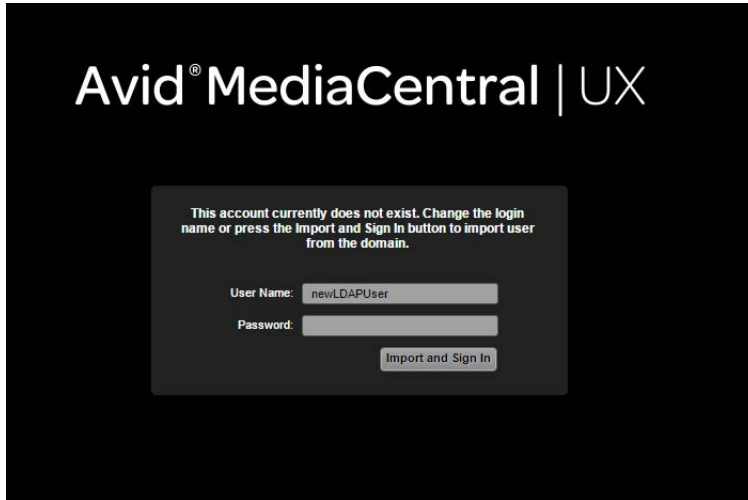 Avid® MediaCentral | UX
This account currently does not exist. Change the login
name or press the Import and Sign In button to import user
from the domain.
User Name: newLDAPUser
Password:
Import and Sign In